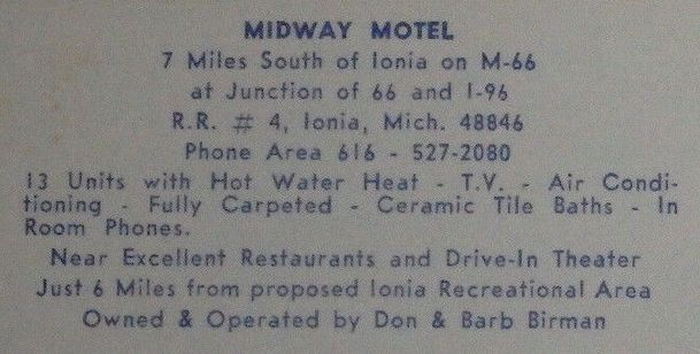 MIDWAY MOTEL
7 Miles South of Ionia on M-66
at Junction of 66 and I-96
R.R. # 4, Ionia, Mich. 48846
Phone Area 616 - 527-2080
13 Units with Hot Water Heat - T.V. - Air Condi-
tioning - Fully Carpeted - Ceramic Tile Baths - In
Room Phones.
Near Excellent Restaurants and Drive-In Theater
Just 6 Miles from proposed Ionia Recreational Area
Owned & Operated by Don & Barb Birman